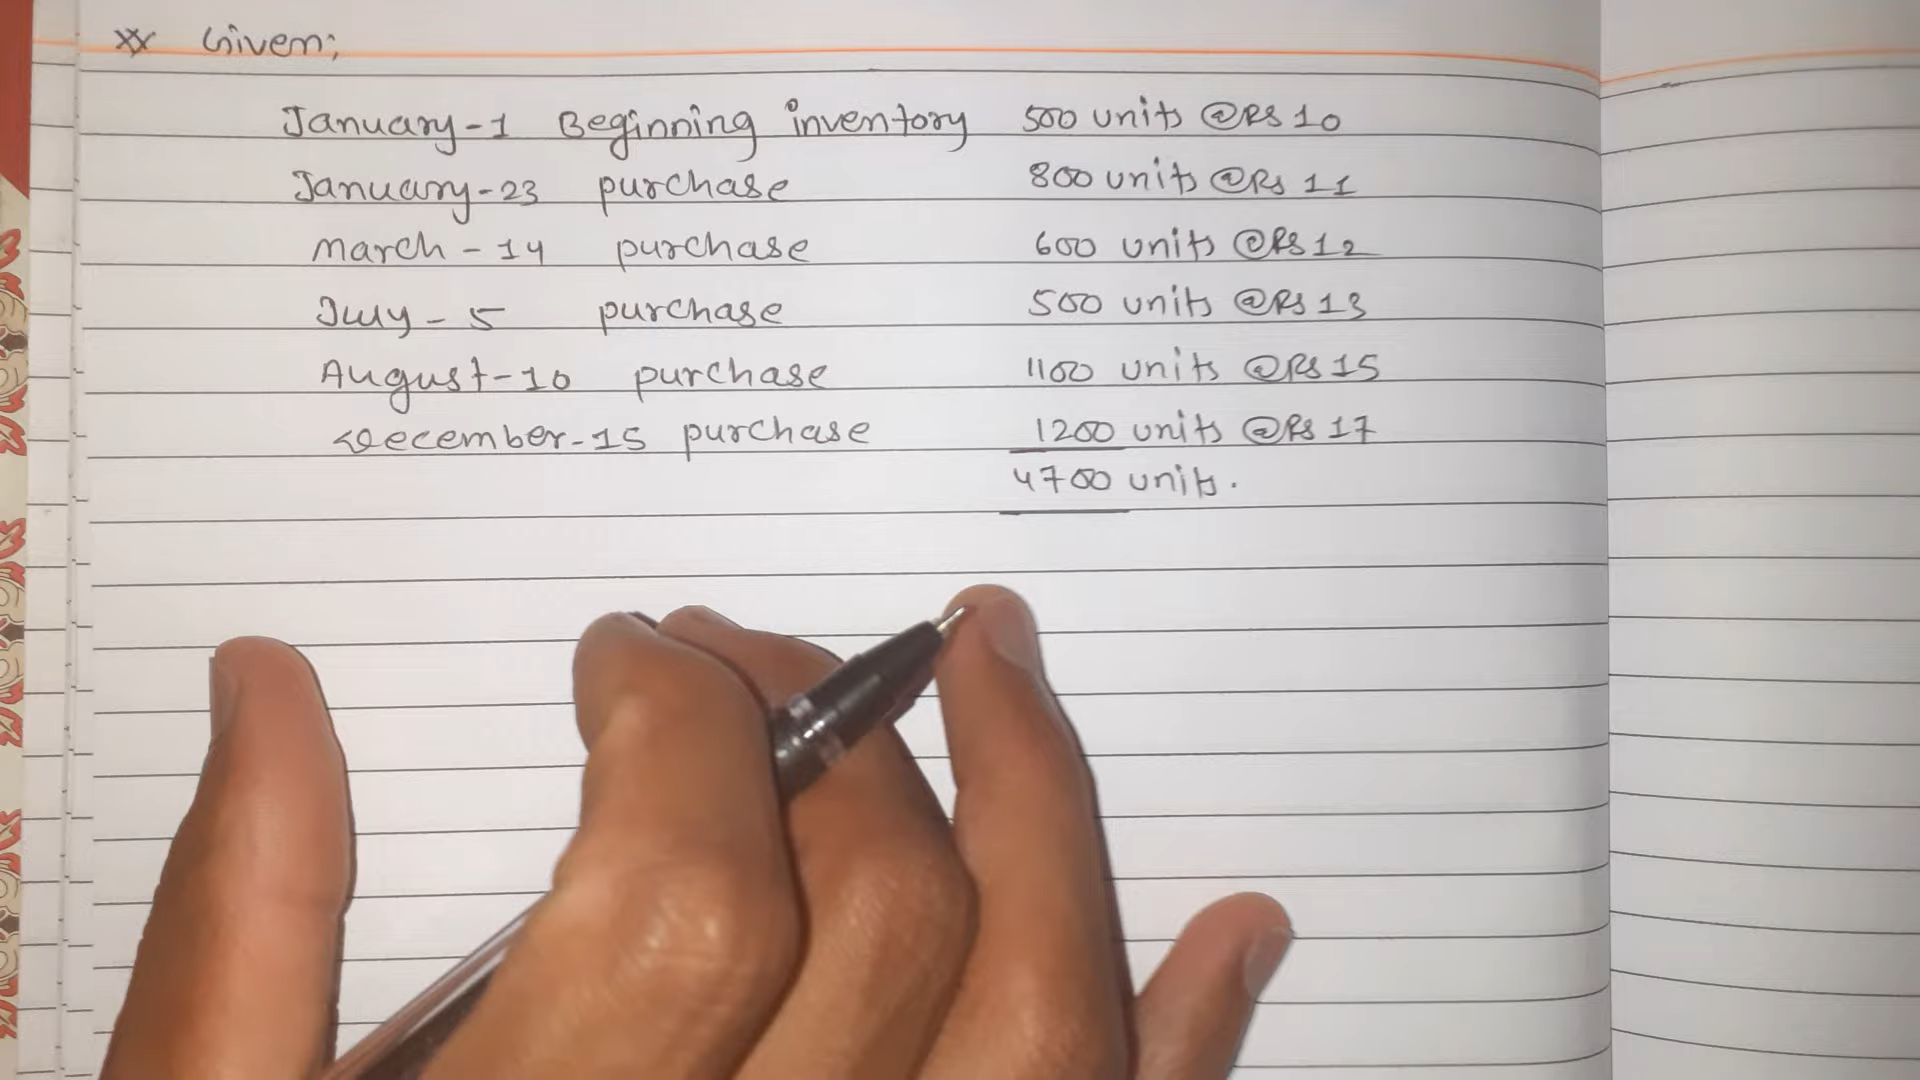 ** Given;
January-1 Beginning inventory 500 units @Rs 10
January-23 purchase 800 units @Rs 11
March-14 purchase 600 units @Rs 12
July-5 purchase 500 units @Rs 13
August-10 purchase 1100 units @Rs 15
December-15 purchase 1200 units @Rs 17
4700 units.